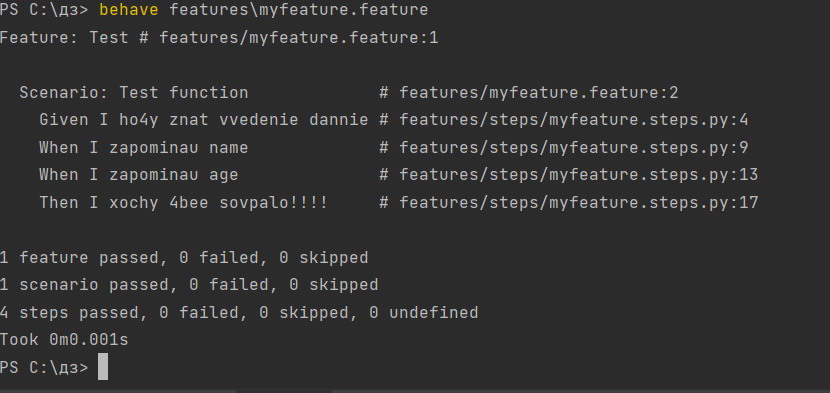 PS C:\дз> behave features\myfeature.feature
Feature: Test # features/myfeature.feature:1
Scenario: Test function # features/myfeature.feature:2
Given I ho4y znat vvedenie dannie # features/steps/myfeature.steps.py:4
When I zapominau name # features/steps/myfeature.steps.py:9
When I zapominau age # features/steps/myfeature.steps.py:13
Then I xochy 4bee sovpalo!!!! # features/steps/myfeature.steps.py:17
1 feature passed, 0 failed, 0 skipped
1 scenario passed, 0 failed, 0 skipped
4 steps passed, 0 failed, 0 skipped, 0 undefined
Took 0m0.001s
PS C:\дз>